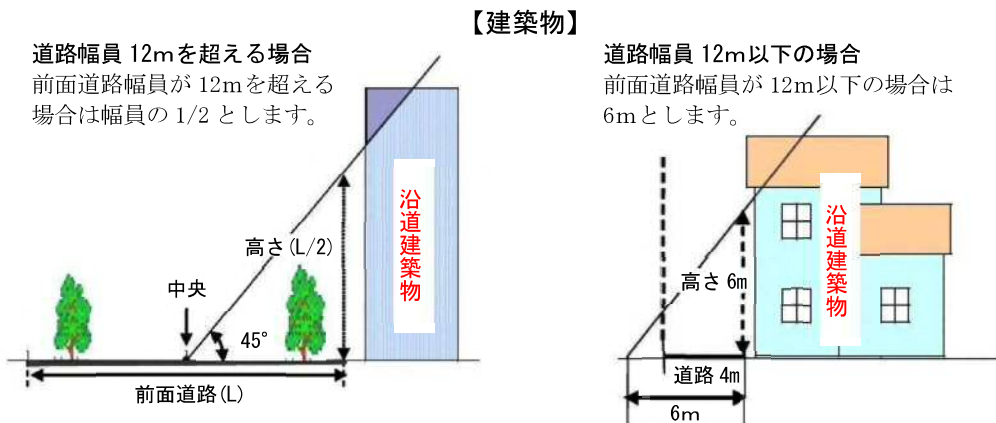 【建築物】
道路幅員 12mを超える場合
前面道路幅員が 12mを超える
場合は幅員の 1/2 とします。
高さ(L/2)
中央
45°
前面道路(L)
沿道建築物
道路幅員 12m以下の場合
前面道路幅員が 12m以下の場合は
6mとします。
高さ 6m
道路 4m
6m
沿道建築物